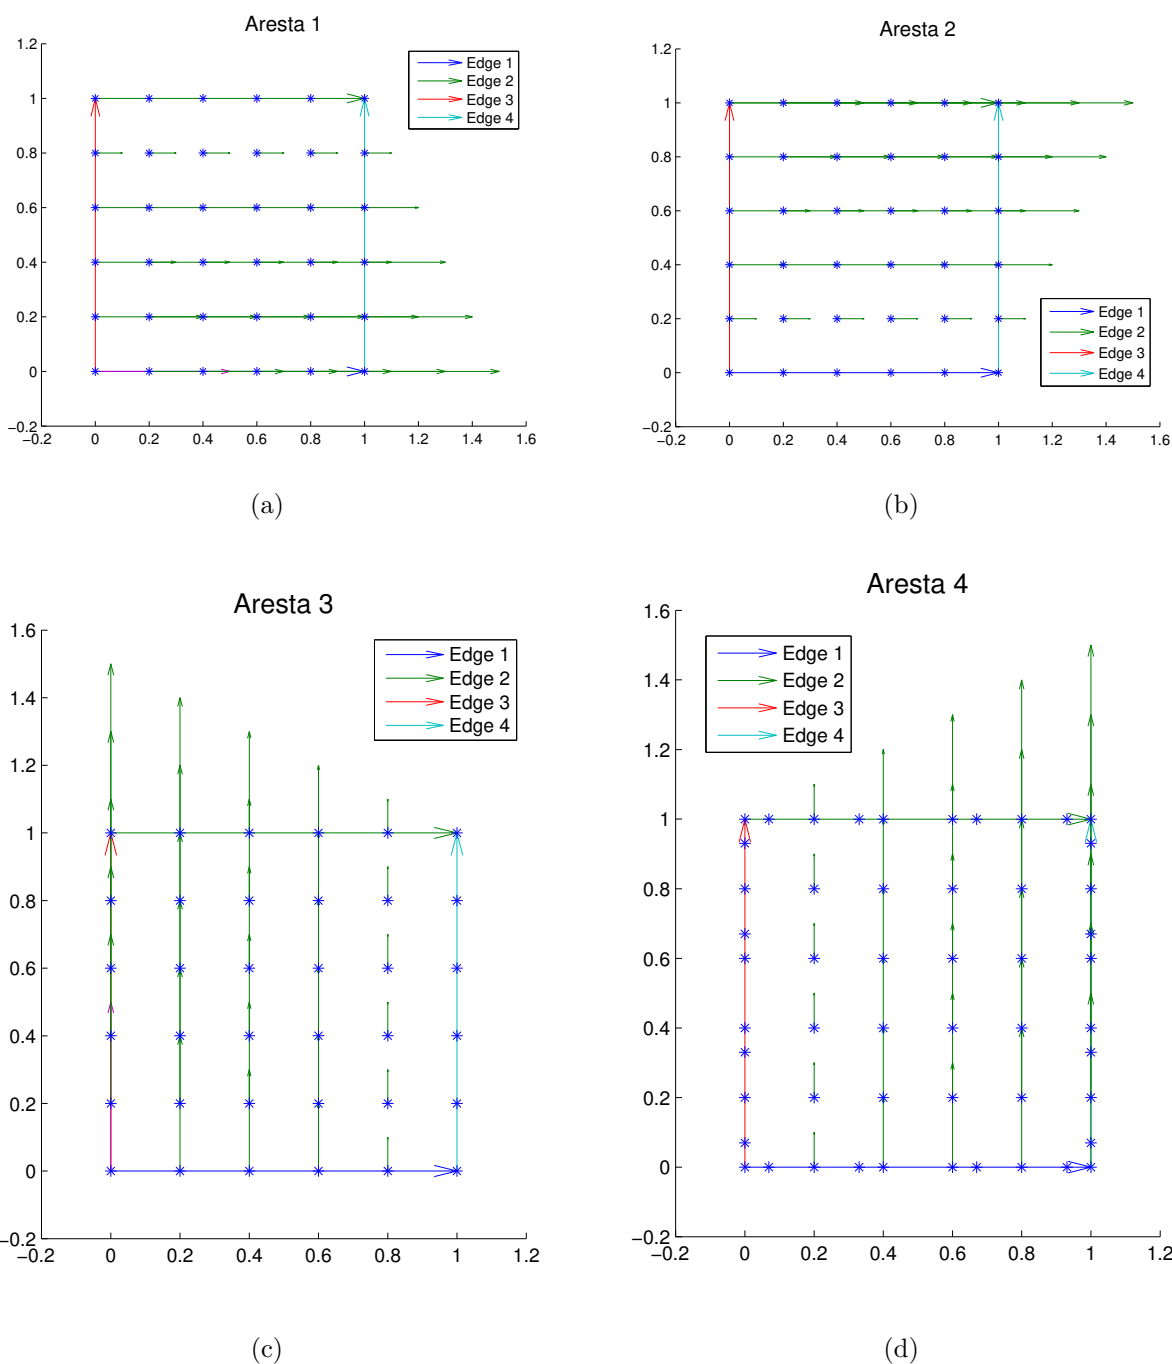 Aresta 1
1.2
1
0.8
0.6
0.4
0.2
0
−0.2
−0.2 0 0.2 0.4 0.6 0.8 1 1.2 1.4 1.6
Edge 1
Edge 2
Edge 3
Edge 4
(a)
Aresta 2
1.2
1
0.8
0.6
0.4
0.2
0
−0.2
−0.2 0 0.2 0.4 0.6 0.8 1 1.2 1.4 1.6
Edge 1
Edge 2
Edge 3
Edge 4
(b)
Aresta 3
1.6
1.4
1.2
1
0.8
0.6
0.4
0.2
0
−0.2
−0.2 0 0.2 0.4 0.6 0.8 1 1.2
Edge 1
Edge 2
Edge 3
Edge 4
(c)
Aresta 4
1.6
1.4
1.2
1
0.8
0.6
0.4
0.2
0
−0.2
−0.2 0 0.2 0.4 0.6 0.8 1 1.2
Edge 1
Edge 2
Edge 3
Edge 4
(d)